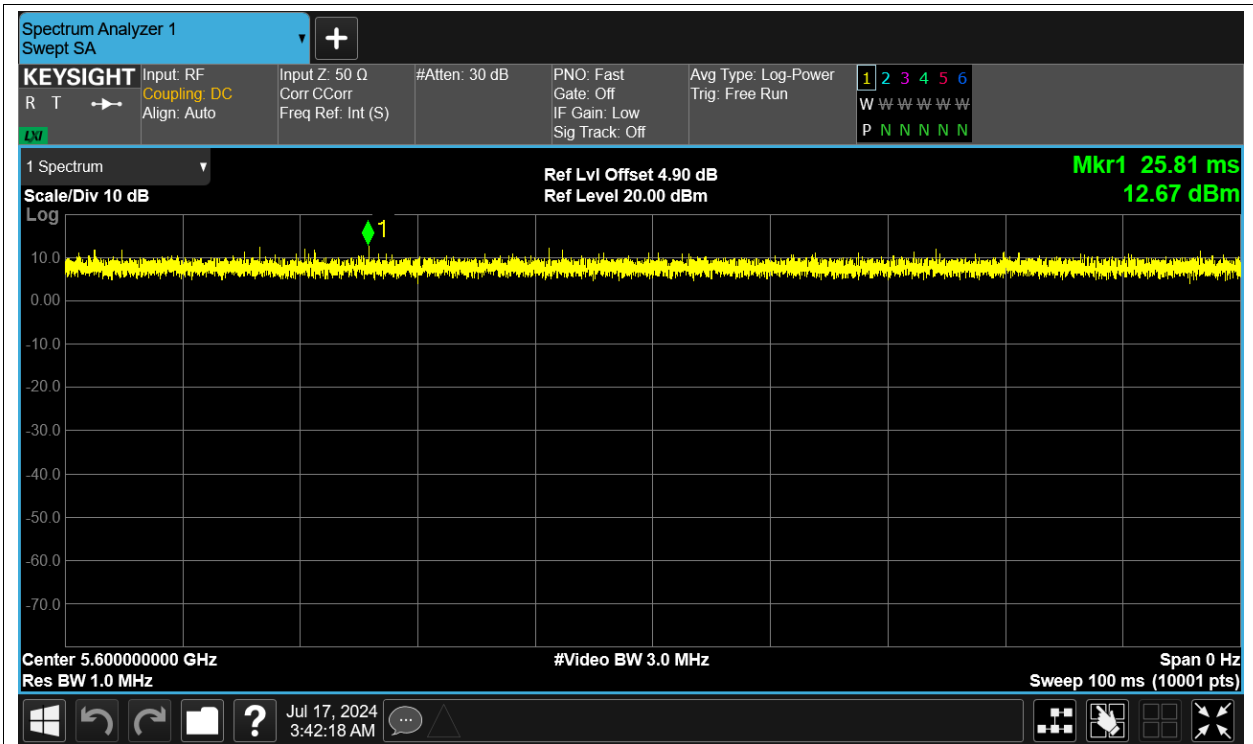 Spectrum Analyzer 1
Swept SA
KEYSIGHT
R T
LXI
Input: RF
Coupling: DC
Align: Auto
Input Z: 50 Ω
Corr CCorr
Freq Ref: Int (S)
#Atten: 30 dB
PNO: Fast
Gate: Off
IF Gain: Low
Sig Track: Off
Avg Type: Log-Power
Trig: Free Run
1 2 3 4 5 6
W W W W W W
P N N N N N
1 Spectrum
Scale/Div 10 dB
Ref Lvl Offset 4.90 dB
Ref Level 20.00 dBm
Mkr1 25.81 ms
12.67 dBm
Log
1
10.0
0.00
-10.0
-20.0
-30.0
-40.0
-50.0
-60.0
-70.0
Center 5.600000000 GHz
Res BW 1.0 MHz
#Video BW 3.0 MHz
Span 0 Hz
Sweep 100 ms (10001 pts)
?
Jul 17, 2024
3:42:18 AM